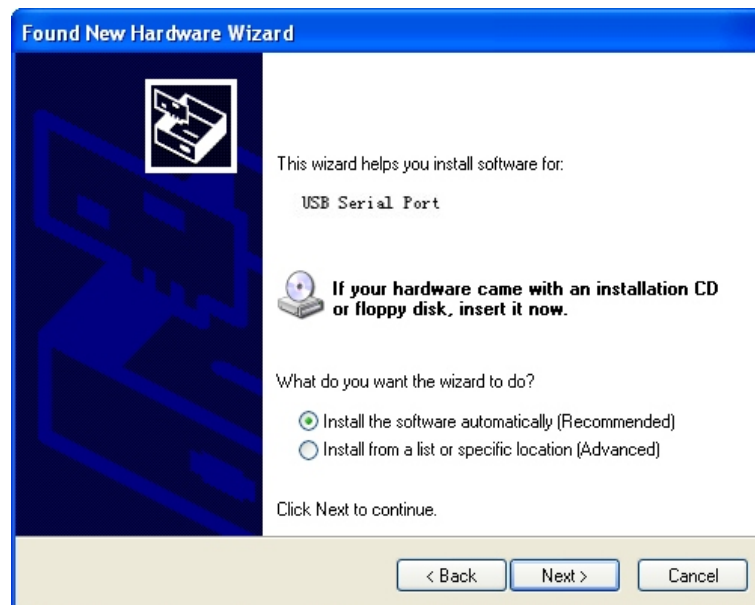 Found New Hardware Wizard
This wizard helps you install software for:
USB Serial Port
If your hardware came with an installation CD
or floppy disk, insert it now.
What do you want the wizard to do?
Install the software automatically (Recommended)
Install from a list or specific location (Advanced)
Click Next to continue.
< Back Next > Cancel